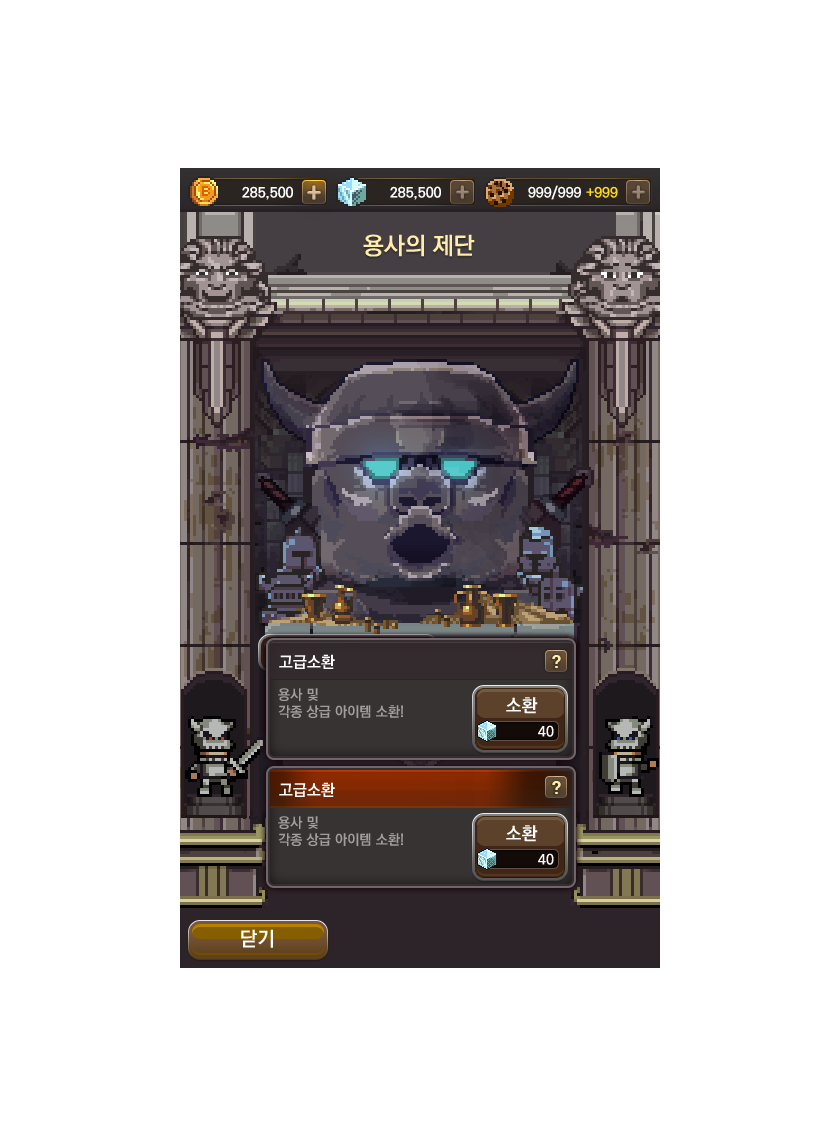 285,500 + 285,500 + 999/999 +999 +
용사의 제단
고급소환 ?
용사 및
각종 상급 아이템 소환!
소환
40
고급소환 ?
용사 및
각종 상급 아이템 소환!
소환
40
닫기